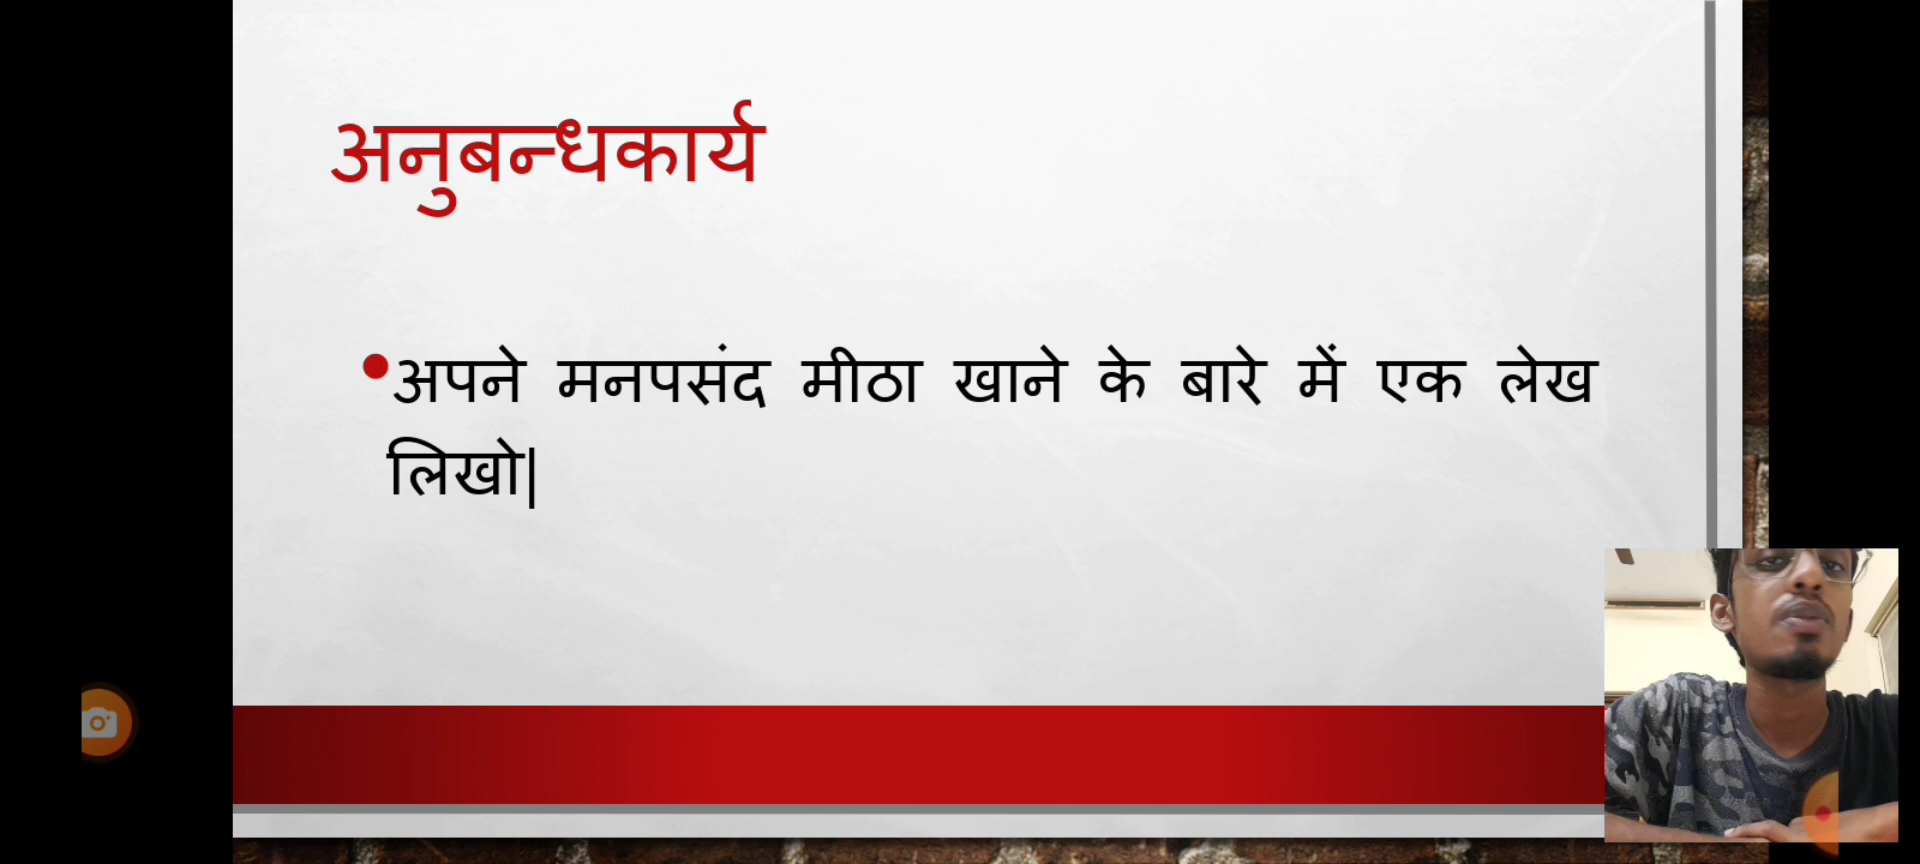 अनुबन्धकार्य
•अपने मनपसंद मीठा खाने के बारे में एक लेख
लिखो|